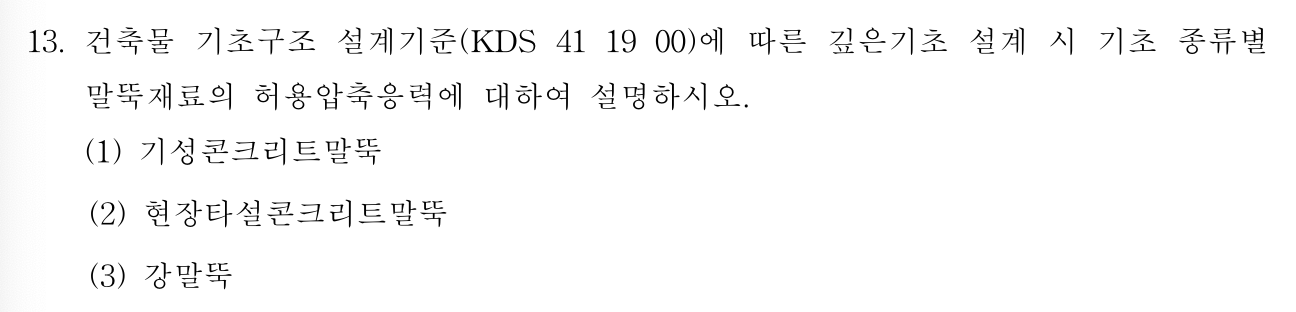 13. 건축물 기초구조 설계기준(KDS 41 19 00)에 따른 깊은기초 설계 시 기초 종류별
말뚝재료의 허용압축응력에 대하여 설명하시오.
(1) 기성콘크리트말뚝
(2) 현장타설콘크리트말뚝
(3) 강말뚝